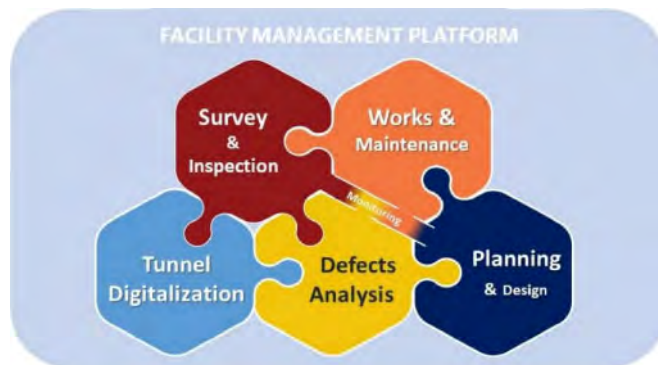 FACILITY MANAGEMENT PLATFORM
Survey
&
Inspection
Works &
Maintenance
Monitoring
Tunnel
Digitalization
Defects
Analysis
Planning
& Design